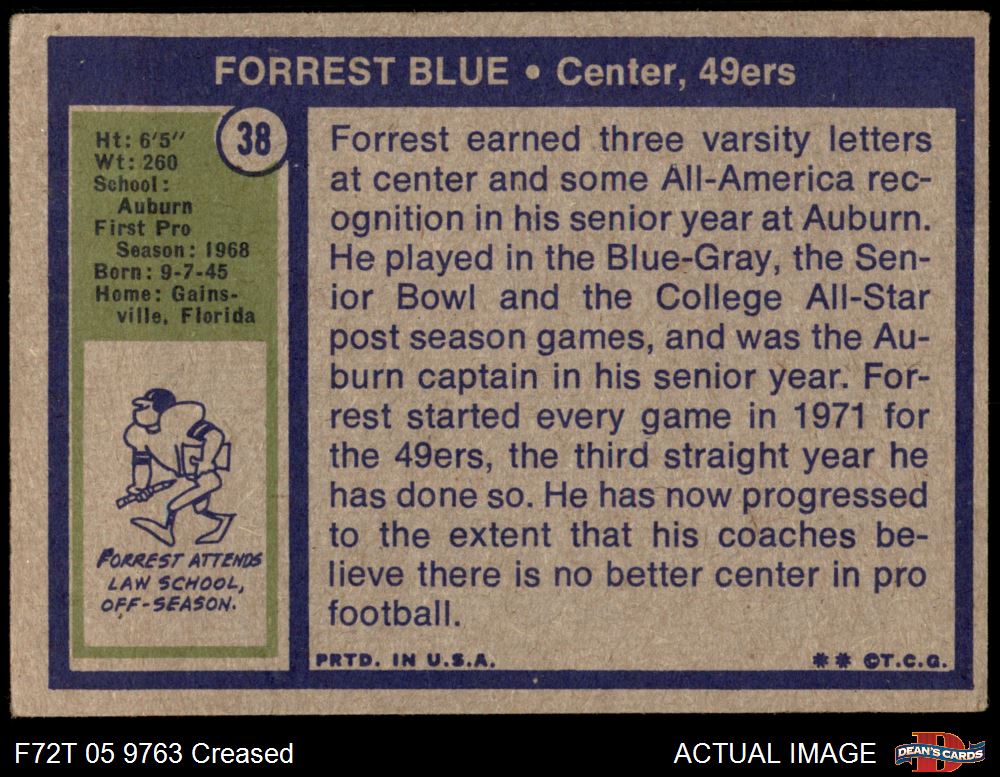 FORREST BLUE • Center, 49ers
38
Ht: 6'5"
Wt: 260
School:
Auburn
First Pro
Season: 1968
Born: 9-7-45
Home: Gains-
ville, Florida
FORREST ATTENDS
LAW SCHOOL,
OFF-SEASON.
Forrest earned three varsity letters
at center and some All-America rec-
ognition in his senior year at Auburn.
He played in the Blue-Gray, the Sen-
ior Bowl and the College All-Star
post season games, and was the Au-
burn captain in his senior year. For-
rest started every game in 1971 for
the 49ers, the third straight year he
has done so. He has now progressed
to the extent that his coaches be-
lieve there is no better center in pro
football.
PRTD. IN U.S.A.
** ©T.C.G.
F72T 05 9763 Creased
ACTUAL IMAGE
D
DEAN'S CARDS